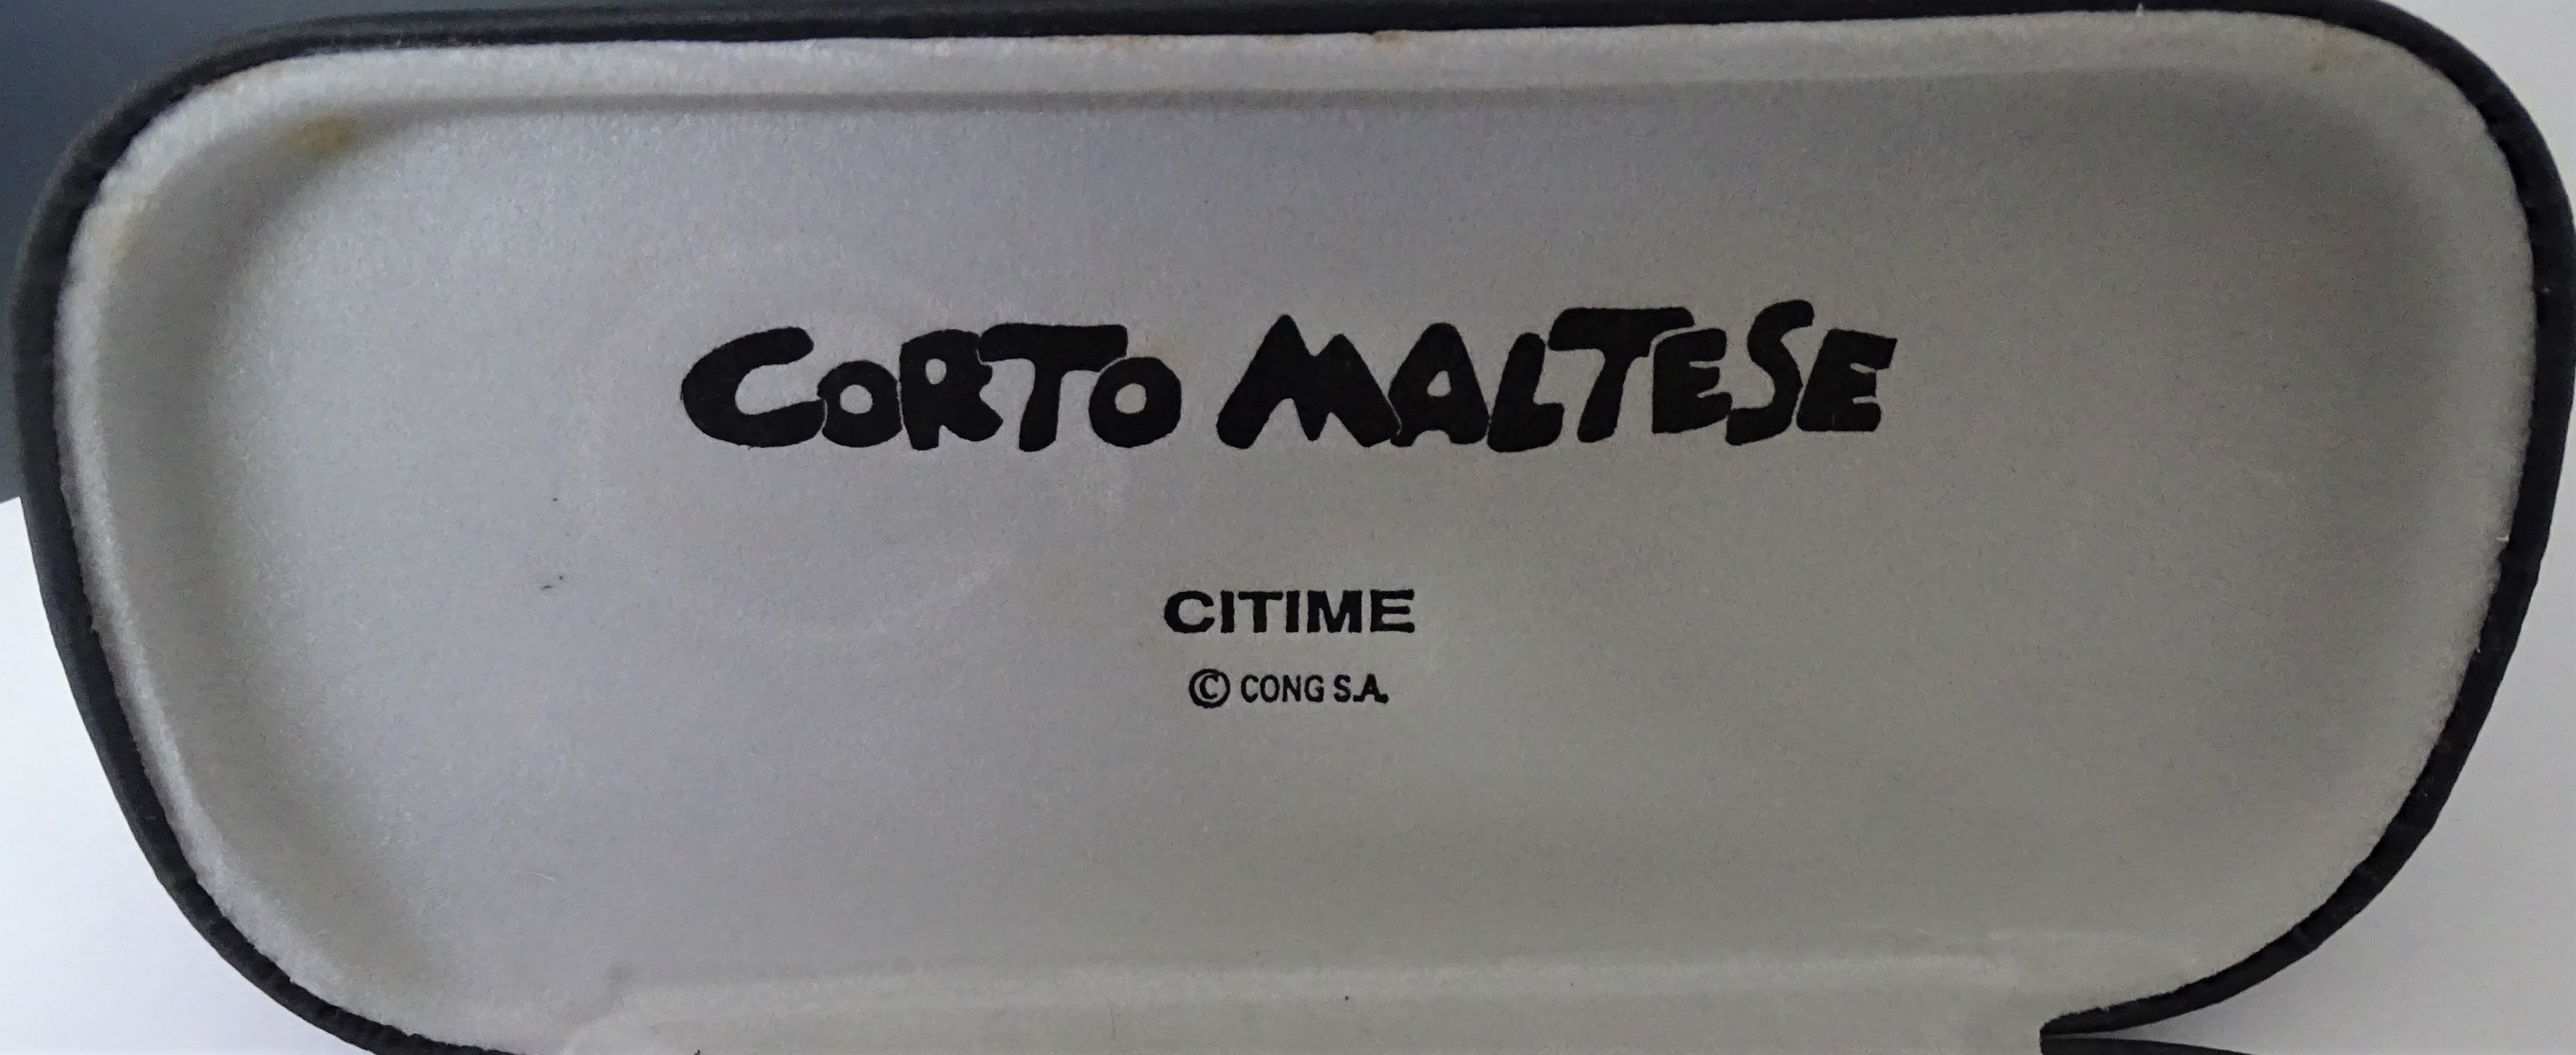 CORTO MALTESE
CITIME
© CONG S.A.